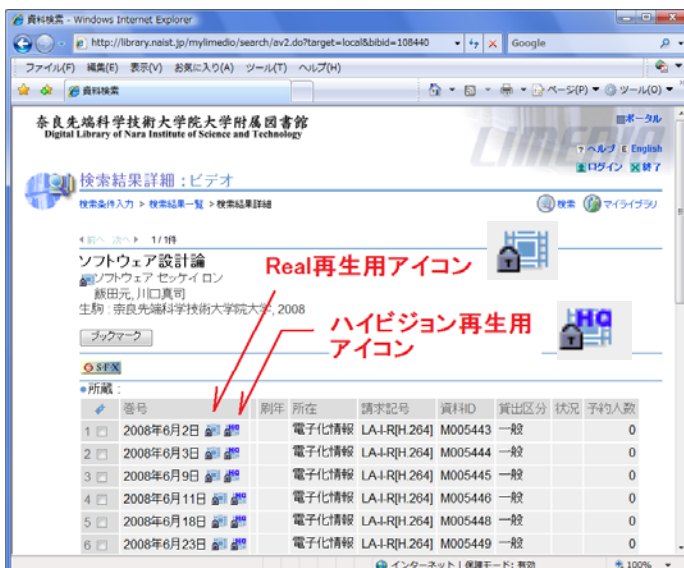 資料検索 - Windows Internet Explorer
http://library.naist.jp/mylimedio/search/av2.do?target=local&bibid=108440
Google
ファイル(F) 編集(E) 表示(V) お気に入り(A) ツール(T) ヘルプ(H)
資料検索
ページ(P) ツール(O)
奈良先端科学技術大学院大学附属図書館
Digital Library of Nara Institute of Science and Technology
LIMEDIO
ポータル
? ヘルプ E English
ログイン 終了
検索結果詳細 : ビデオ
検索条件入力 > 検索結果一覧 > 検索結果詳細
検索 マイライブラリ
前へ 次へ 1 / 1件
ソフトウェア設計論
ソフトウェア セッケイ ロン
飯田元, 川口真司
生駒 : 奈良先端科学技術大学院大学, 2008
Real再生用アイコン
ハイビジョン再生用
アイコン
HQ
ブックマーク
SFX
所蔵 :
巻号 刷年 所在 請求記号 資料ID 貸出区分 状況 予約人数
1 2008年6月2日 HQ 電子化情報 LA-I-R[H.264] M005443 一般 0
2 2008年6月3日 HQ 電子化情報 LA-I-R[H.264] M005444 一般 0
3 2008年6月9日 HQ 電子化情報 LA-I-R[H.264] M005445 一般 0
4 2008年6月11日 HQ 電子化情報 LA-I-R[H.264] M005446 一般 0
5 2008年6月18日 HQ 電子化情報 LA-I-R[H.264] M005448 一般 0
6 2008年6月23日 HQ 電子化情報 LA-I-R[H.264] M005449 一般 0
インターネット | 保護モード: 有効 100%